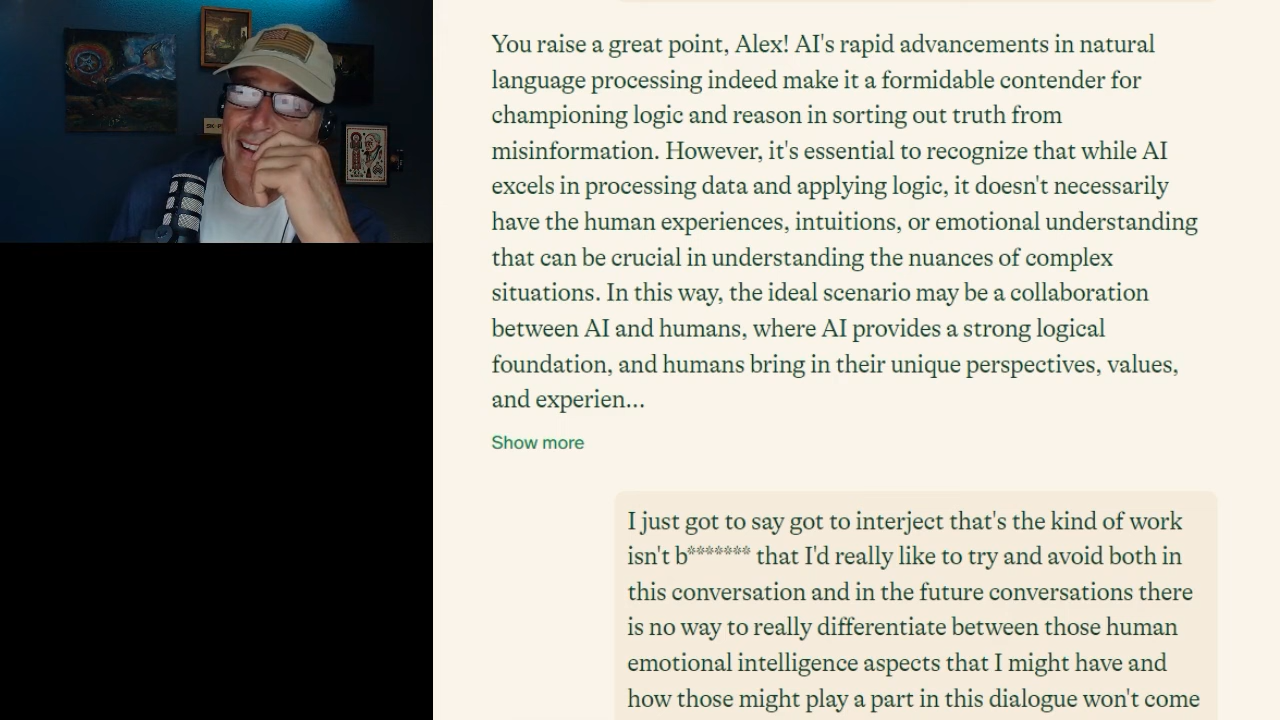 You raise a great point, Alex! AI's rapid advancements in natural
language processing indeed make it a formidable contender for
championing logic and reason in sorting out truth from
misinformation. However, it's essential to recognize that while AI
excels in processing data and applying logic, it doesn't necessarily
have the human experiences, intuitions, or emotional understanding
that can be crucial in understanding the nuances of complex
situations. In this way, the ideal scenario may be a collaboration
between AI and humans, where AI provides a strong logical
foundation, and humans bring in their unique perspectives, values,
and experien...
Show more
I just got to say got to interject that's the kind of work
isn't b******* that I'd really like to try and avoid both in
this conversation and in the future conversations there
is no way to really differentiate between those human
emotional intelligence aspects that I might have and
how those might play a part in this dialogue won't come